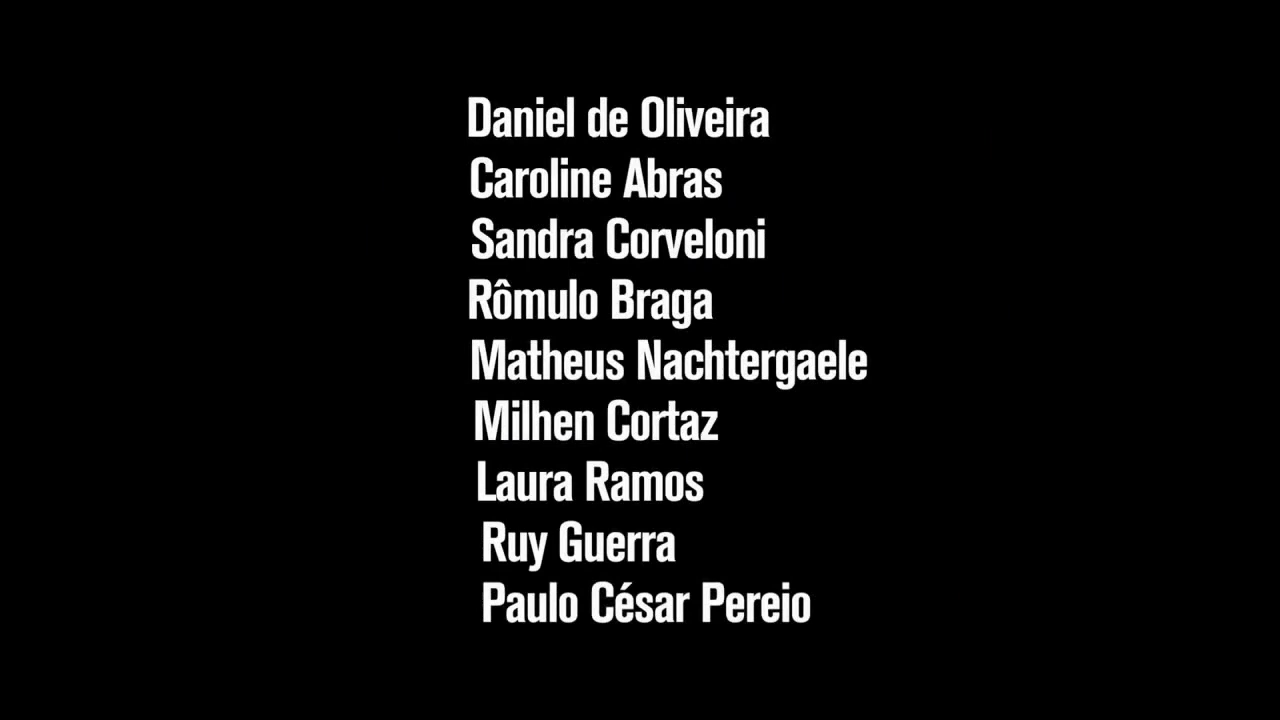 Daniel de Oliveira
Caroline Abras
Sandra Corveloni
Rômulo Braga
Matheus Nachtergaele
Milhen Cortaz
Laura Ramos
Ruy Guerra
Paulo César Pereio